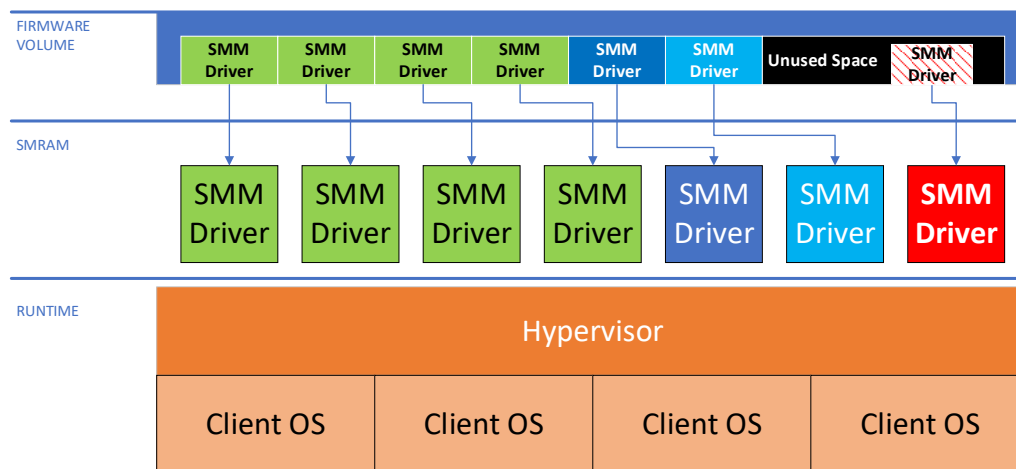 FIRMWARE
VOLUME
SMM
Driver
SMM
Driver
SMM
Driver
SMM
Driver
SMM
Driver
SMM
Driver
Unused Space
SMM
Driver
SMRAM
SMM
Driver
SMM
Driver
SMM
Driver
SMM
Driver
SMM
Driver
SMM
Driver
SMM
Driver
RUNTIME
Hypervisor
Client OS
Client OS
Client OS
Client OS